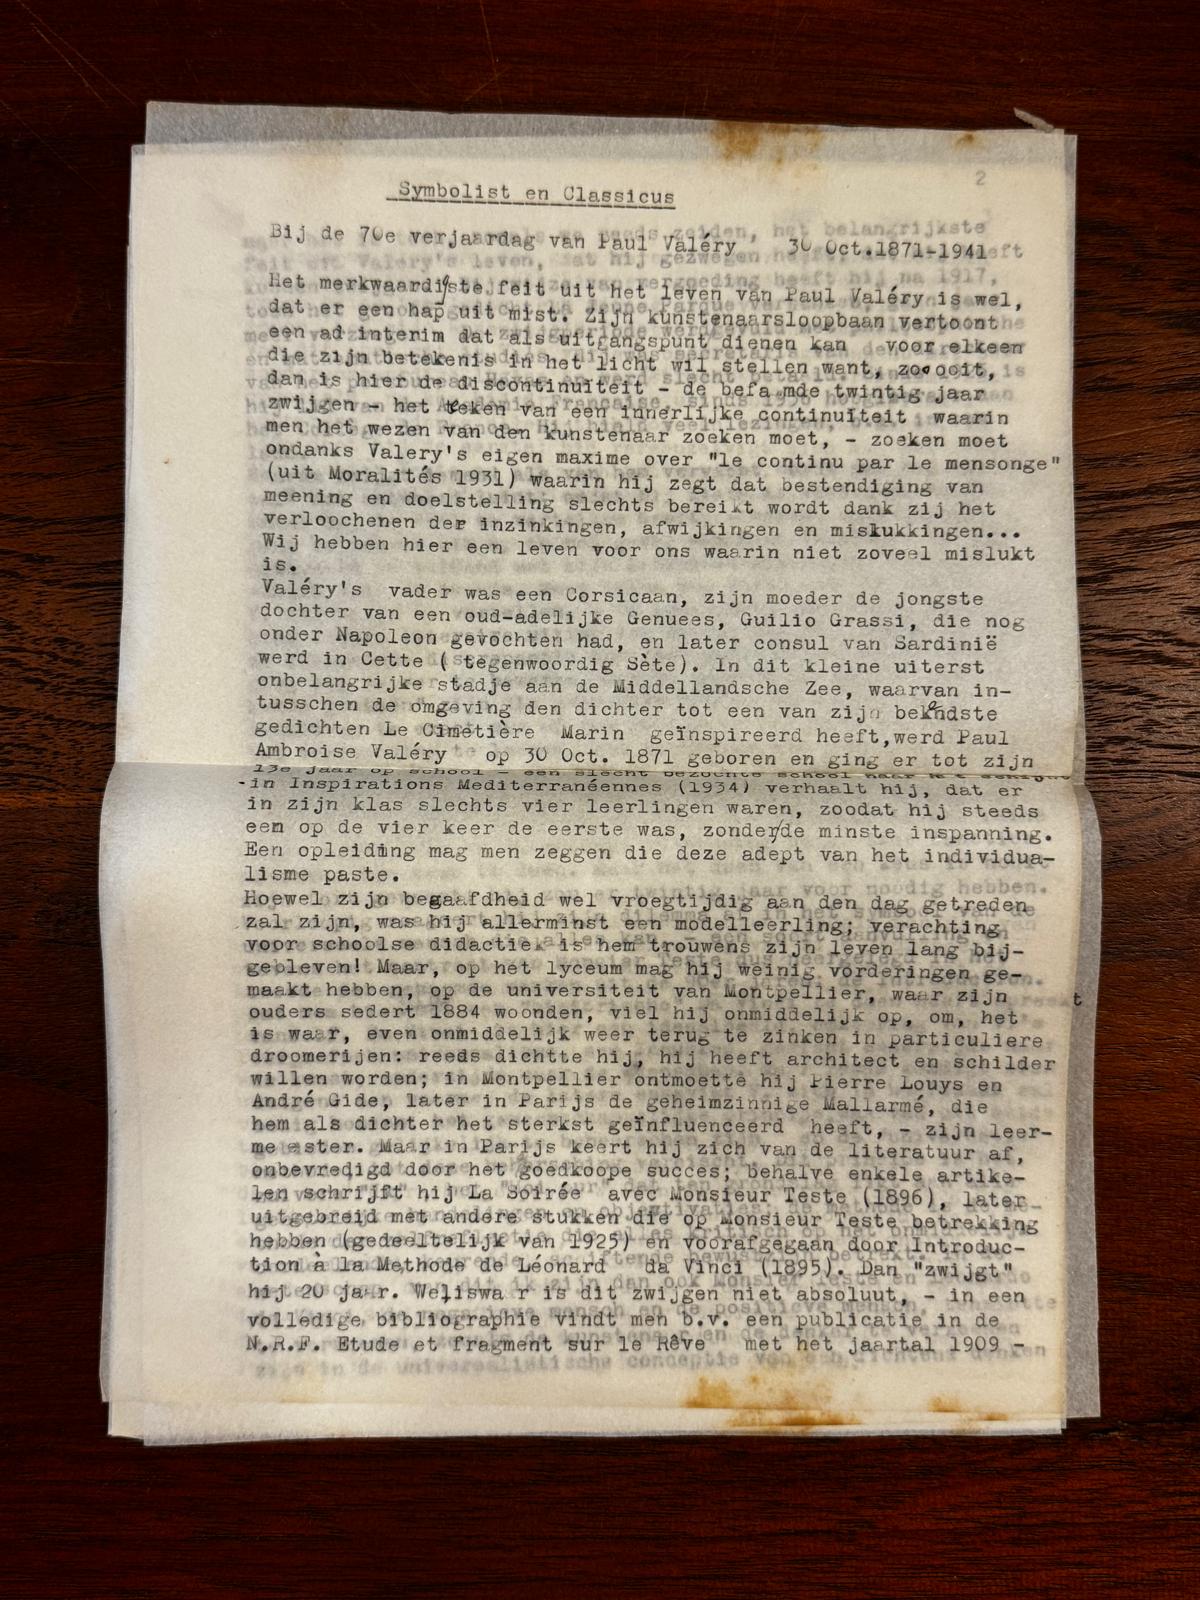 2
Symbolist en Classicus
Bij de 70e verjaardag van Paul Valéry 30 Oct.1871-1941
Het merkwaardigste feit uit het leven van Paul Valéry is wel,
dat er een hap uit mist. Zijn kunstenaarsloopbaan vertoont
een ad interim dat als uitgangspunt dienen kan voor elkeen
die zijn betekenis in het licht wil stellen want, zo ooit,
dan is hier de discontinuïteit - de befa mde twintig jaar
zwijgen - het teken van een innerlijke continuïteit waarin
men het wezen van den kunstenaar zoeken moet, - zoeken moet
ondanks Valery's eigen maxime over "le continu par le mensonge"
(uit Moralités 1931) waarin hij zegt dat bestendiging van
meening en doelstelling slechts bereikt wordt dank zij het
verloochenen der inzinkingen, afwijkingen en mislukkingen...
Wij hebben hier een leven voor ons waarin niet zoveel mislukt
is.
Valéry's vader was een Corsicaan, zijn moeder de jongste
dochter van een oud-adelijke Genuees, Guilio Grassi, die nog
onder Napoleon gevochten had, en later consul van Sardinië
werd in Cette ( tegenwoordig Sète). In dit kleine uiterst
onbelangrijke stadje aan de Middellandsche Zee, waarvan in-
tusschen de omgeving den dichter tot een van zijn bekendste
gedichten Le Cimetière Marin geïnspireerd heeft,werd Paul
Ambroise Valéry op 30 Oct. 1871 geboren en ging er tot zijn
13e jaar op school - een slecht bezochte school naar
-in Inspirations Mediterranéennes (1934) verhaalt hij, dat er
in zijn klas slechts vier leerlingen waren, zoodat hij steeds
een op de vier keer de eerste was, zonder/de minste inspanning.
Een opleiding mag men zeggen die deze adept van het individua-
lisme paste.
Hoewel zijn begaafdheid wel vroegtijdig aan den dag getreden
zal zijn, was hij allerminst een modelleerling; verachting
voor schoolse didactiek is hem trouwens zijn leven lang bij-
gebleven! Maar, op het lyceum mag hij weinig vorderingen ge-
maakt hebben, op de universiteit van Montpellier, waar zijn
ouders sedert 1884 woonden, viel hij onmiddelijk op, om, het
is waar, even onmiddelijk weer terug te zinken in particuliere
droomerijen: reeds dichtte hij, hij heeft architect en schilder
willen worden; in Montpellier ontmoette hij Pierre Louys en
André Gide, later in Parijs de geheimzinnige Mallarmé, die
hem als dichter het sterkst geïnfluenceerd heeft, - zijn leer-
me ester. Maar in Parijs keert hij zich van de literatuur af,
onbevredigd door het goedkoope succes; behalve enkele artike-
len schrijft hij La Soirée avec Monsieur Teste (1896), later
uitgebreid met andere stukken die op Monsieur Teste betrekking
hebben (gedeeltelijk van 1925) en voorafgegaan door Introduc-
tion à la Methode de Léonard da Vinci (1895). Dan "zwijgt"
hij 20 jaar. Weliswa r is dit zwijgen niet absoluut, - in een
volledige bibliographie vindt men b.v. een publicatie in de
N.R.F. Etude et fragment sur le Rêve met het jaartal 1909 -